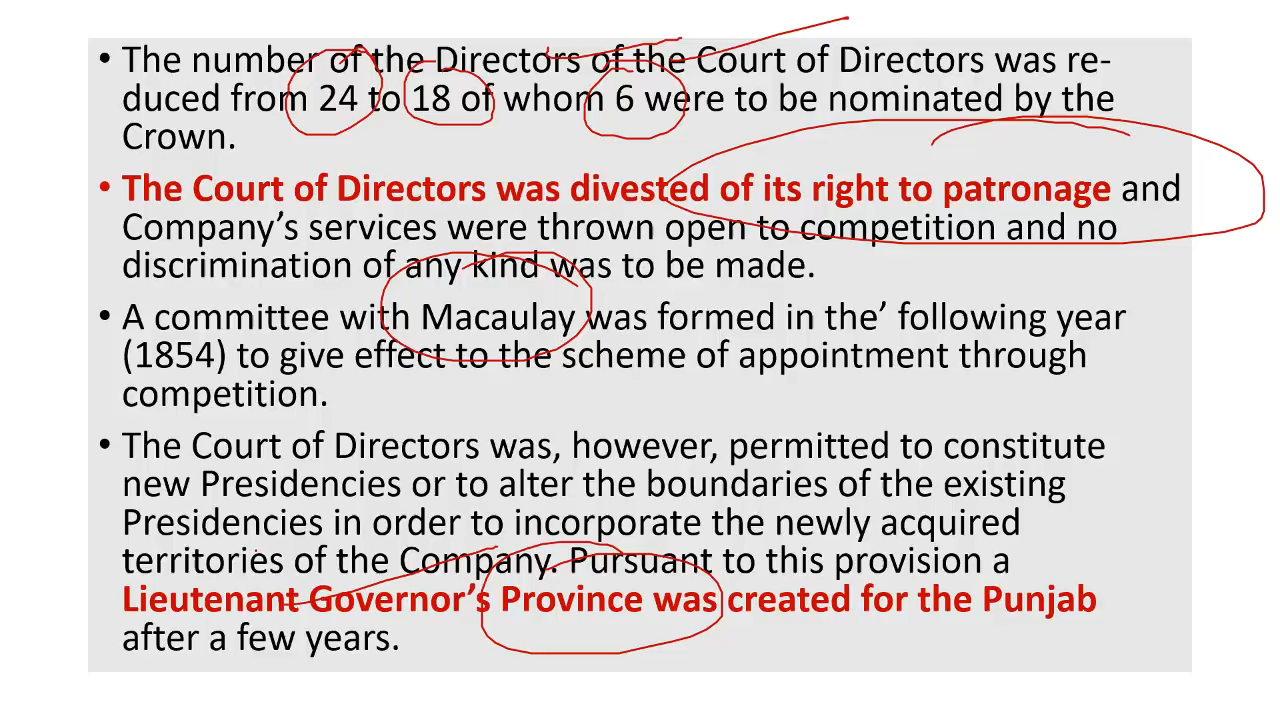 • The number of the Directors of the Court of Directors was re-
duced from 24 to 18 of whom 6 were to be nominated by the
Crown.
• The Court of Directors was divested of its right to patronage and
Company’s services were thrown open to competition and no
discrimination of any kind was to be made.
• A committee with Macaulay was formed in the’ following year
(1854) to give effect to the scheme of appointment through
competition.
• The Court of Directors was, however, permitted to constitute
new Presidencies or to alter the boundaries of the existing
Presidencies in order to incorporate the newly acquired
territories of the Company. Pursuant to this provision a
Lieutenant Governor’s Province was created for the Punjab
after a few years.